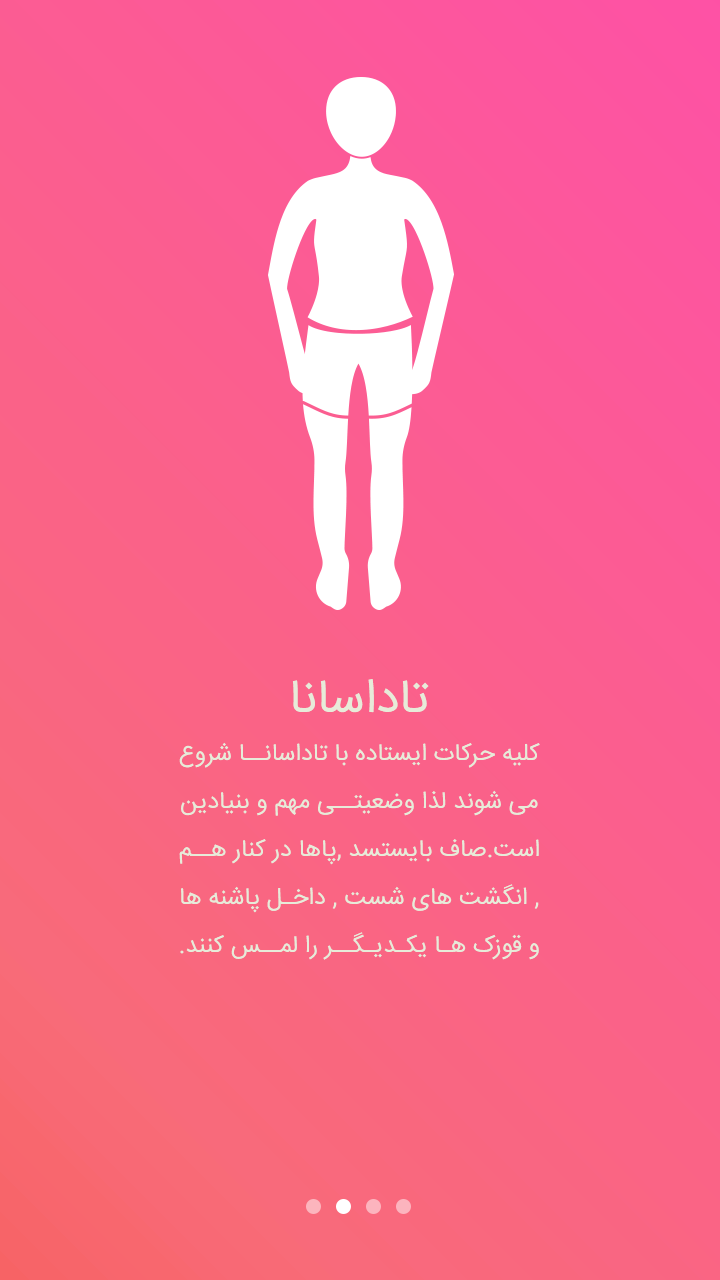 تاداسانا
کلیه حرکات ایستاده با تاداسانـــا شروع
می شوند لذا وضعیتـــی مهم و بنیادین
است.صاف بایستسد ,پاها در کنار هـــم
, انگشت های شست , داخـل پاشنه ها
و قوزک هـا یکـدیـگـــر را لمـــس کنند.